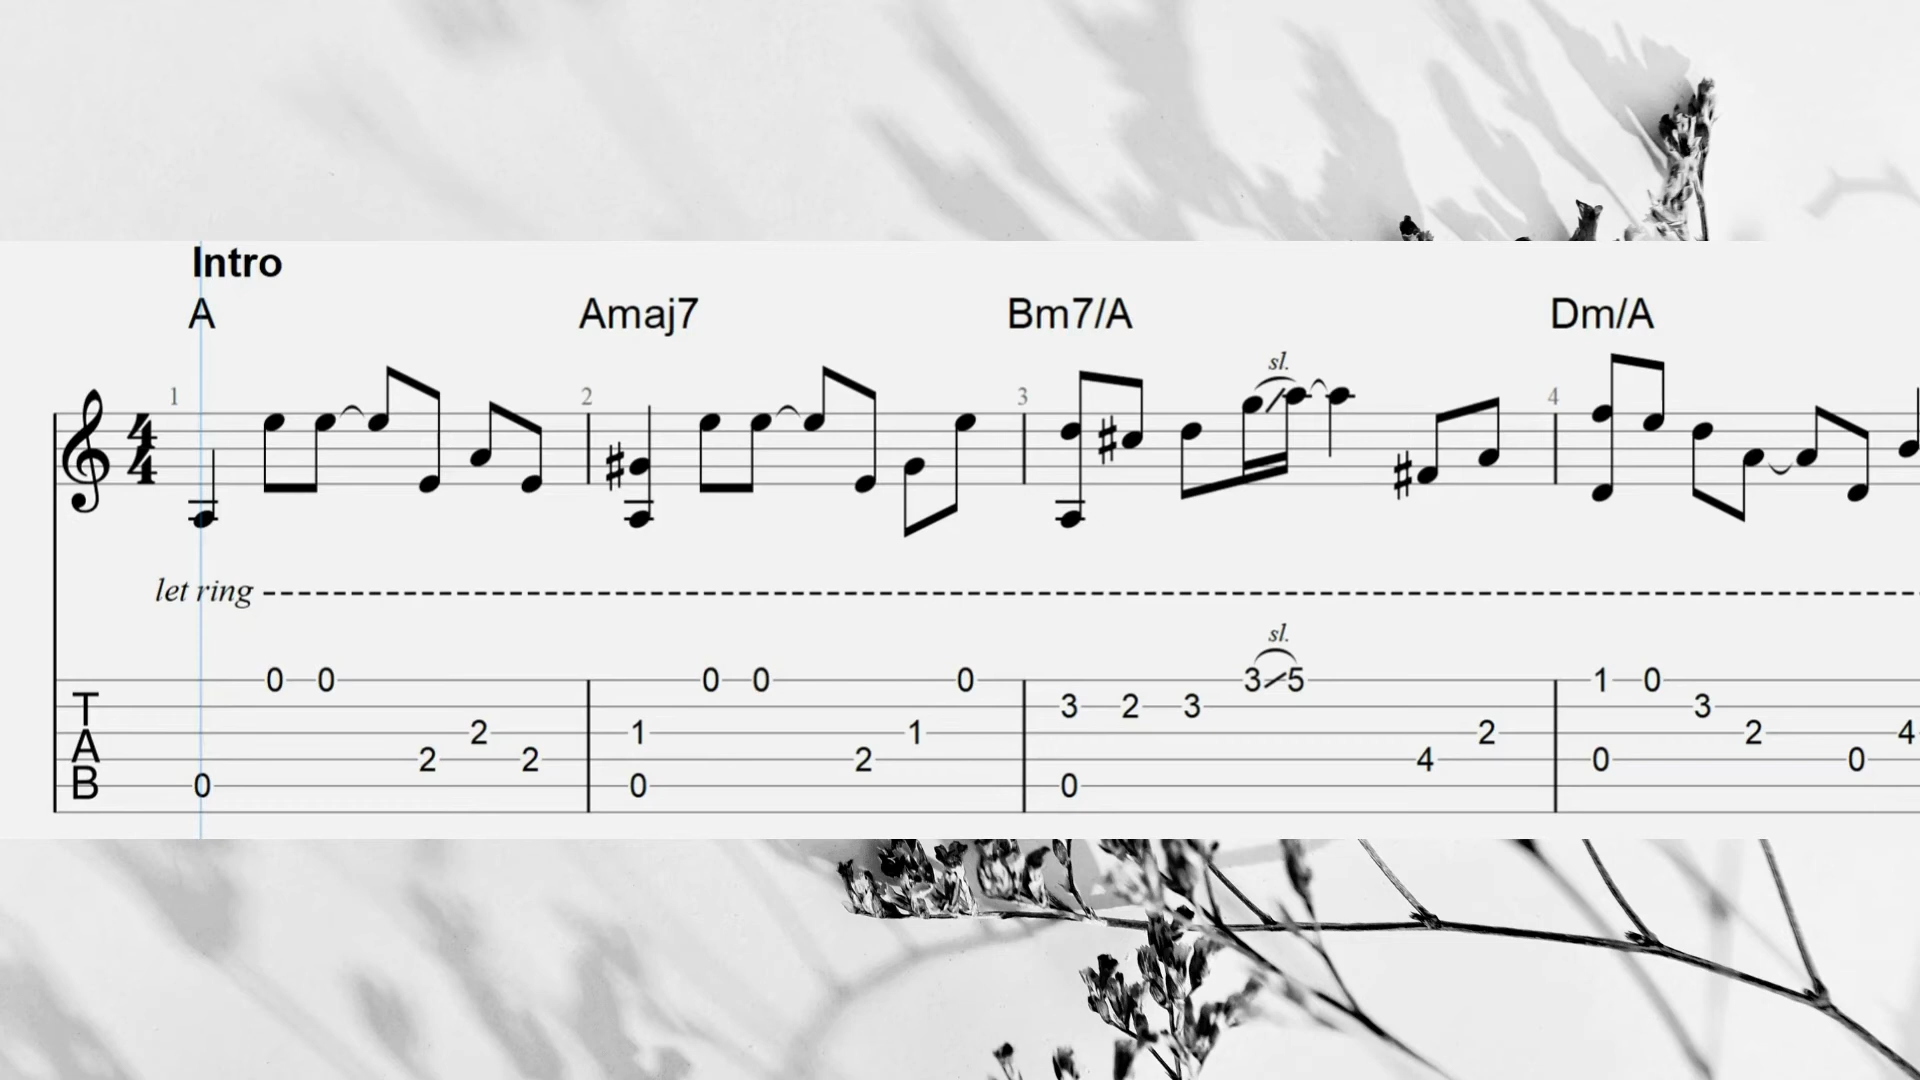 Intro
A Amaj7 Bm7/A Dm/A
sl.
1 2 3 4
4
4
let ring
sl.
0 0 0 0 0 3 5 1 0
T 3 2 3 3
A 2 1 1 2 2 4
2 2 2 4 0 0
B 0 0 0